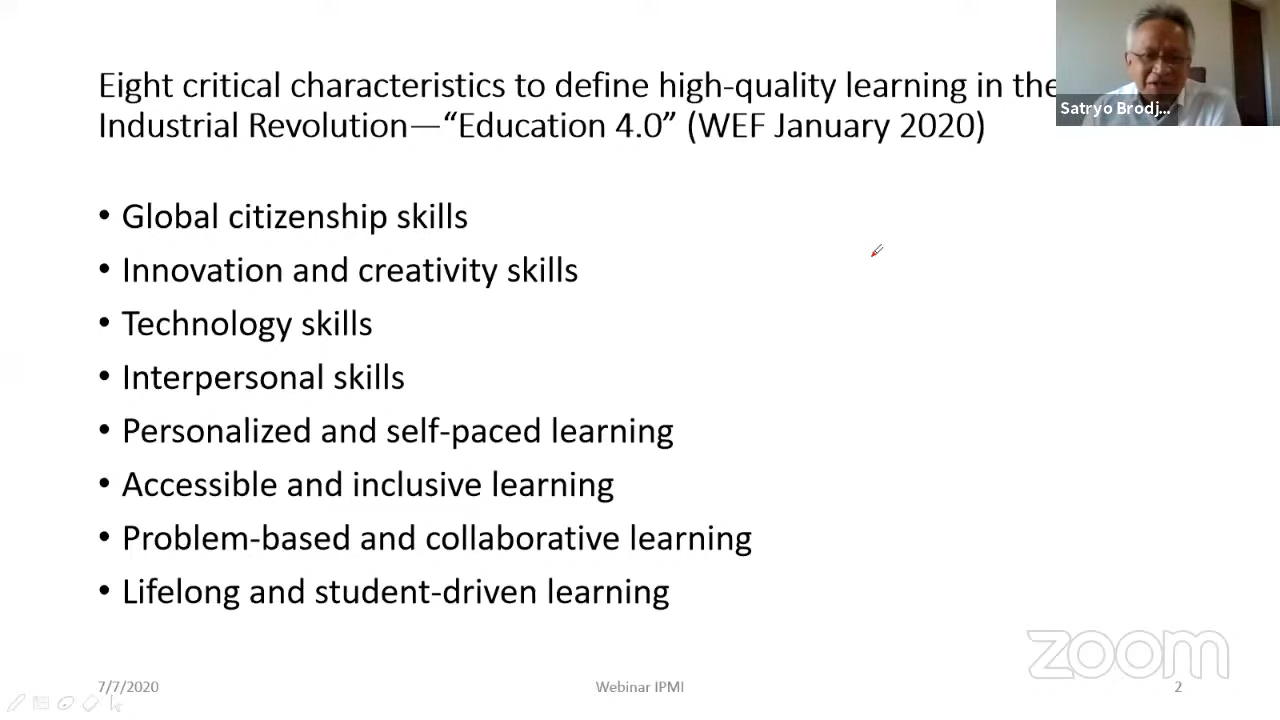 Eight critical characteristics to define high-quality learning in the
Industrial Revolution—“Education 4.0” (WEF January 2020)
Satryo Brodj...
• Global citizenship skills
• Innovation and creativity skills
• Technology skills
• Interpersonal skills
• Personalized and self-paced learning
• Accessible and inclusive learning
• Problem-based and collaborative learning
• Lifelong and student-driven learning
zoom
7/7/2020 Webinar IPMI 2